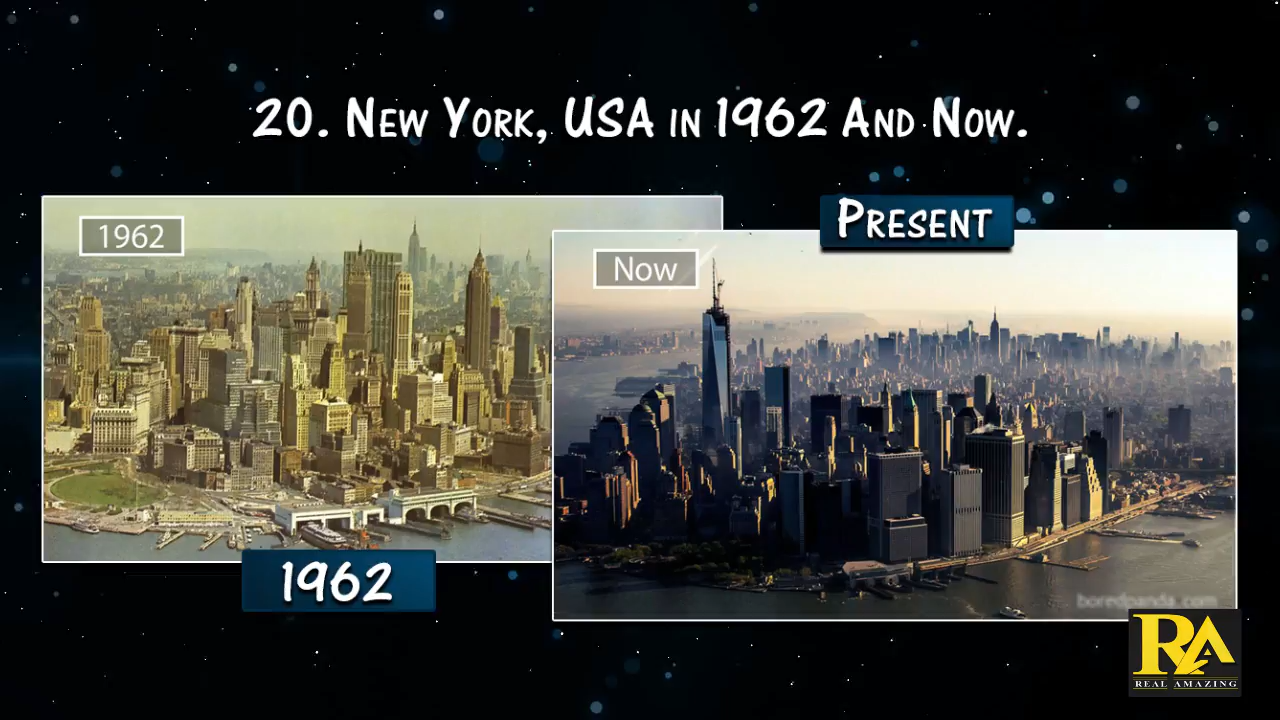 20. New York, USA in 1962 And Now.
1962
Present
Now
1962
boredpanda.com
RA
REAL AMAZING